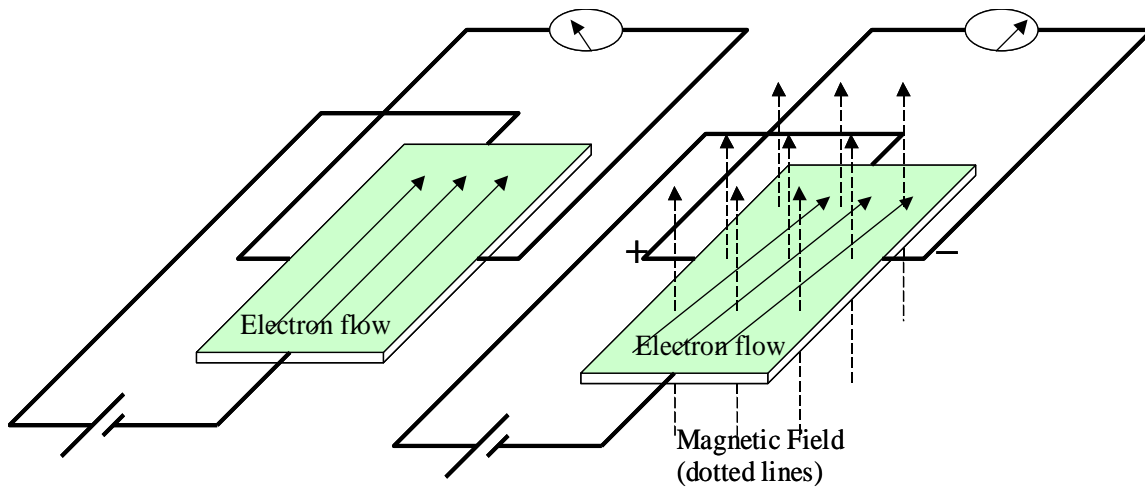 +
−
Electron flow
Electron flow
Magnetic Field
(dotted lines)